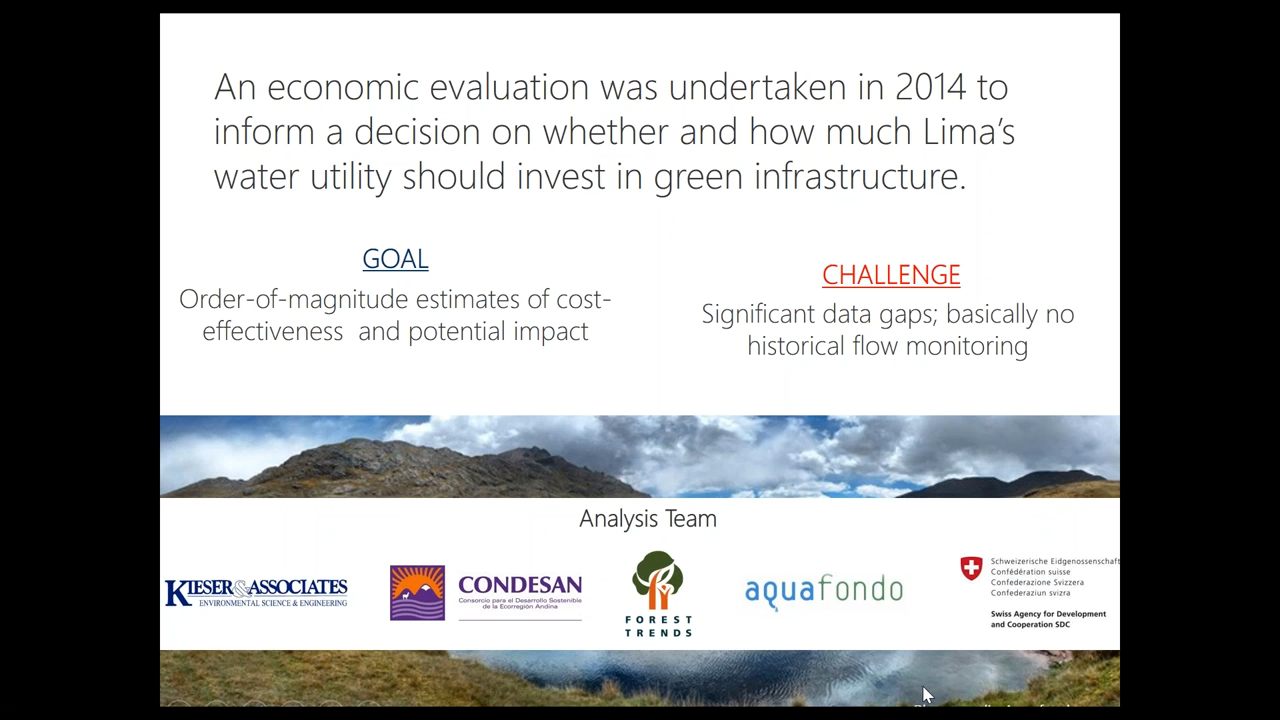 An economic evaluation was undertaken in 2014 to
inform a decision on whether and how much Lima's
water utility should invest in green infrastructure.
GOAL
Order-of-magnitude estimates of cost-
effectiveness and potential impact
CHALLENGE
Significant data gaps; basically no
historical flow monitoring
Analysis Team
KIESER & ASSOCIATES
ENVIRONMENTAL SCIENCE & ENGINEERING
CONDESAN
Consorcio para el Desarrollo Sostenible
de la Ecorregión Andina
FOREST
TRENDS
aquafondo
Schweizerische Eidgenossenschaft
Confédération suisse
Confederazione Svizzera
Confederaziun svizra
Swiss Agency for Development
and Cooperation SDC